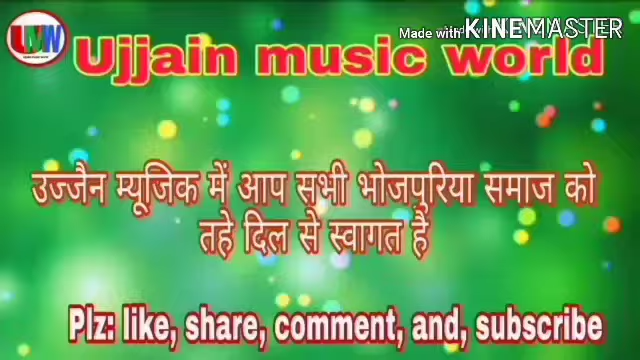 UMW
Made with KINEMASTER
Ujjain music world
उज्जैन म्यूजिक में आप सभी भोजपुरिया समाज को
तहे दिल से स्वागत है
Plz: like, share, comment, and, subscribe